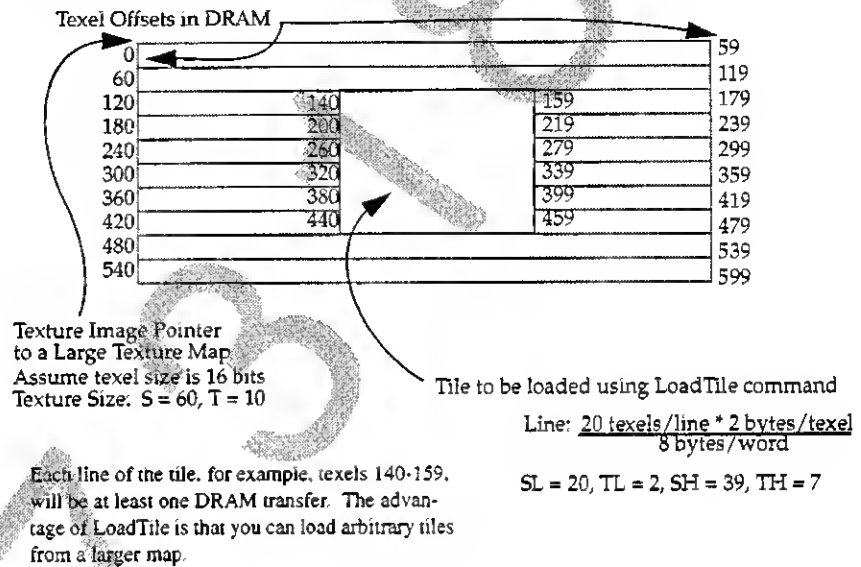 Texel Offsets in DRAM
0 59
60 119
120 140 159 179
180 200 219 239
240 260 279 299
300 320 339 359
360 380 399 419
420 440 459 479
480 539
540 599
Texture Image Pointer
to a Large Texture Map
Assume texel size is 16 bits
Texture Size: S = 60, T = 10
Tile to be loaded using LoadTile command
Line: 20 texels/line * 2 bytes/texel
8 bytes/word
SL = 20, TL = 2, SH = 39, TH = 7
Each line of the tile, for example, texels 140-159,
will be at least one DRAM transfer. The advan-
tage of LoadTile is that you can load arbitrary tiles
from a larger map.